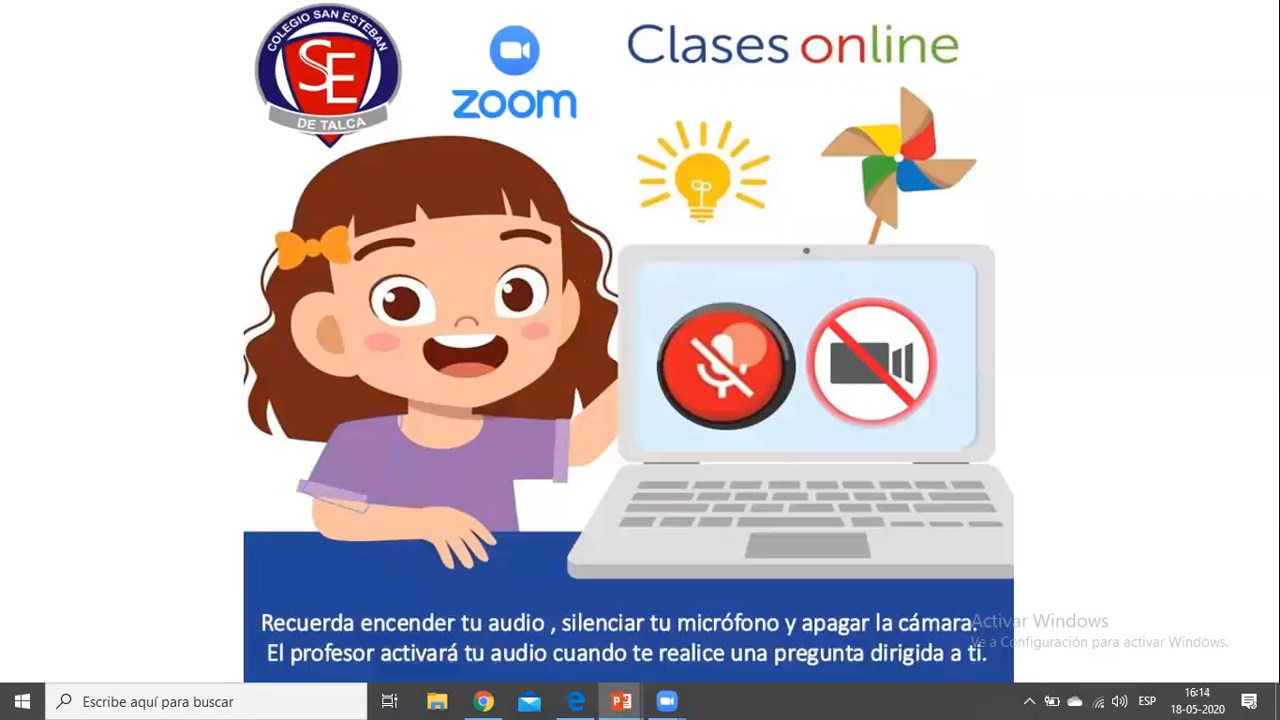 COLEGIO SAN ESTEBAN
SE
DE TALCA
zoom
Clases online
Recuerda encender tu audio , silenciar tu micrófono y apagar la cámara.
El profesor activará tu audio cuando te realice una pregunta dirigida a ti.
Activar Windows
Ve a Configuración para activar Windows.
Escribe aquí para buscar
ESP
16:14
18-05-2020